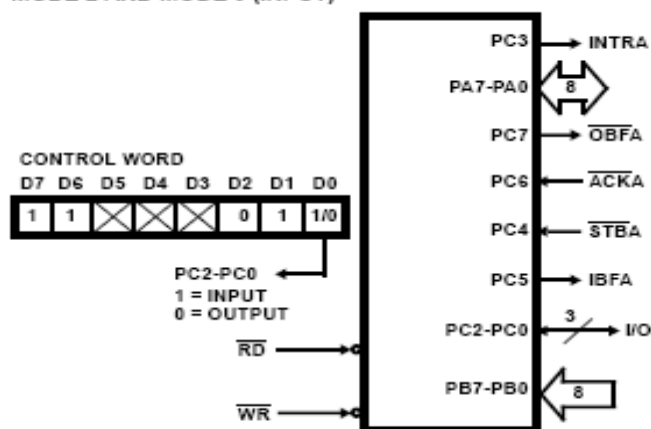 PC3 INTRA
PA7-PA0 8
PC7 OBFA
CONTROL WORD
D7 D6 D5 D4 D3 D2 D1 D0
1 1 0 1 1/0
PC6 ACKA
PC4 STBA
PC2-PC0
1 = INPUT
0 = OUTPUT
PC5 IBFA
3
PC2-PC0 I/O
RD
PB7-PB0 8
WR